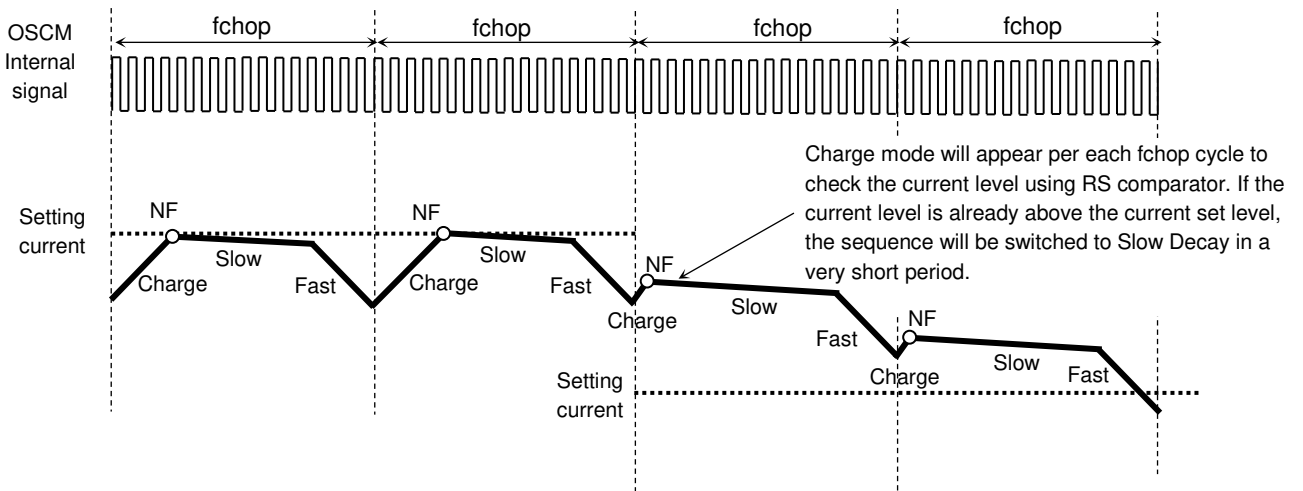 fchop fchop fchop fchop
OSCM
Internal
signal
Charge mode will appear per each fchop cycle to
check the current level using RS comparator. If the
current level is already above the current set level,
the sequence will be switched to Slow Decay in a
very short period.
Setting
current
NF
Slow
Charge
Fast
NF
Slow
Charge
Fast
NF
Charge
Slow
Fast
NF
Charge
Slow
Fast
Setting
current